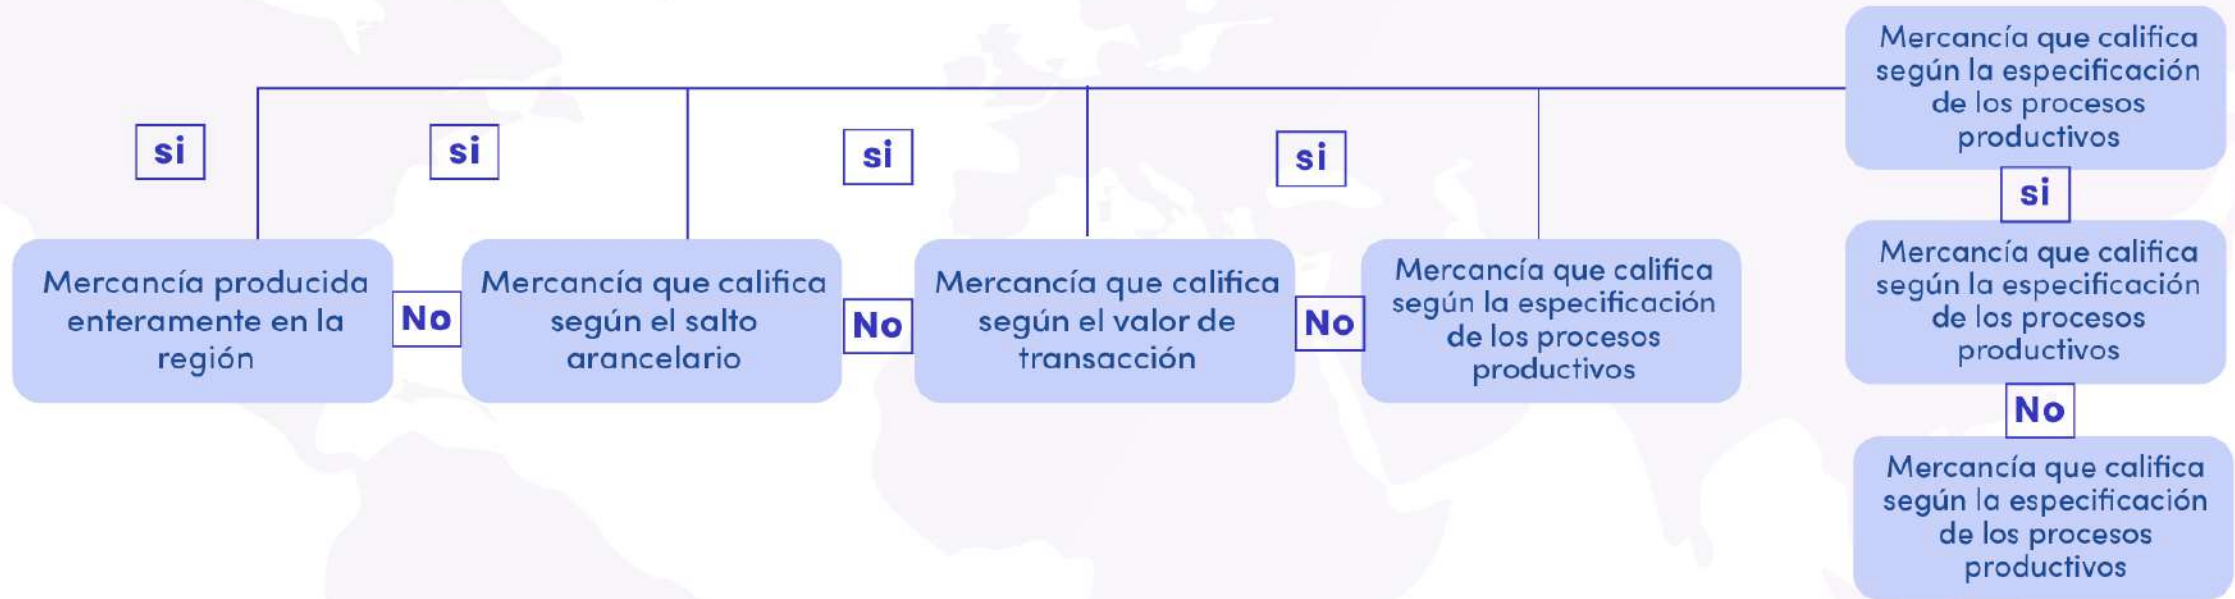 si
si
si
si
Mercancía producida
enteramente en la
región
No
Mercancía que califica
según el salto
arancelario
No
Mercancía que califica
según el valor de
transacción
No
Mercancía que califica
según la especificación
de los procesos
productivos
Mercancía que califica
según la especificación
de los procesos
productivos
si
Mercancía que califica
según la especificación
de los procesos
productivos
No
Mercancía que califica
según la especificación
de los procesos
productivos